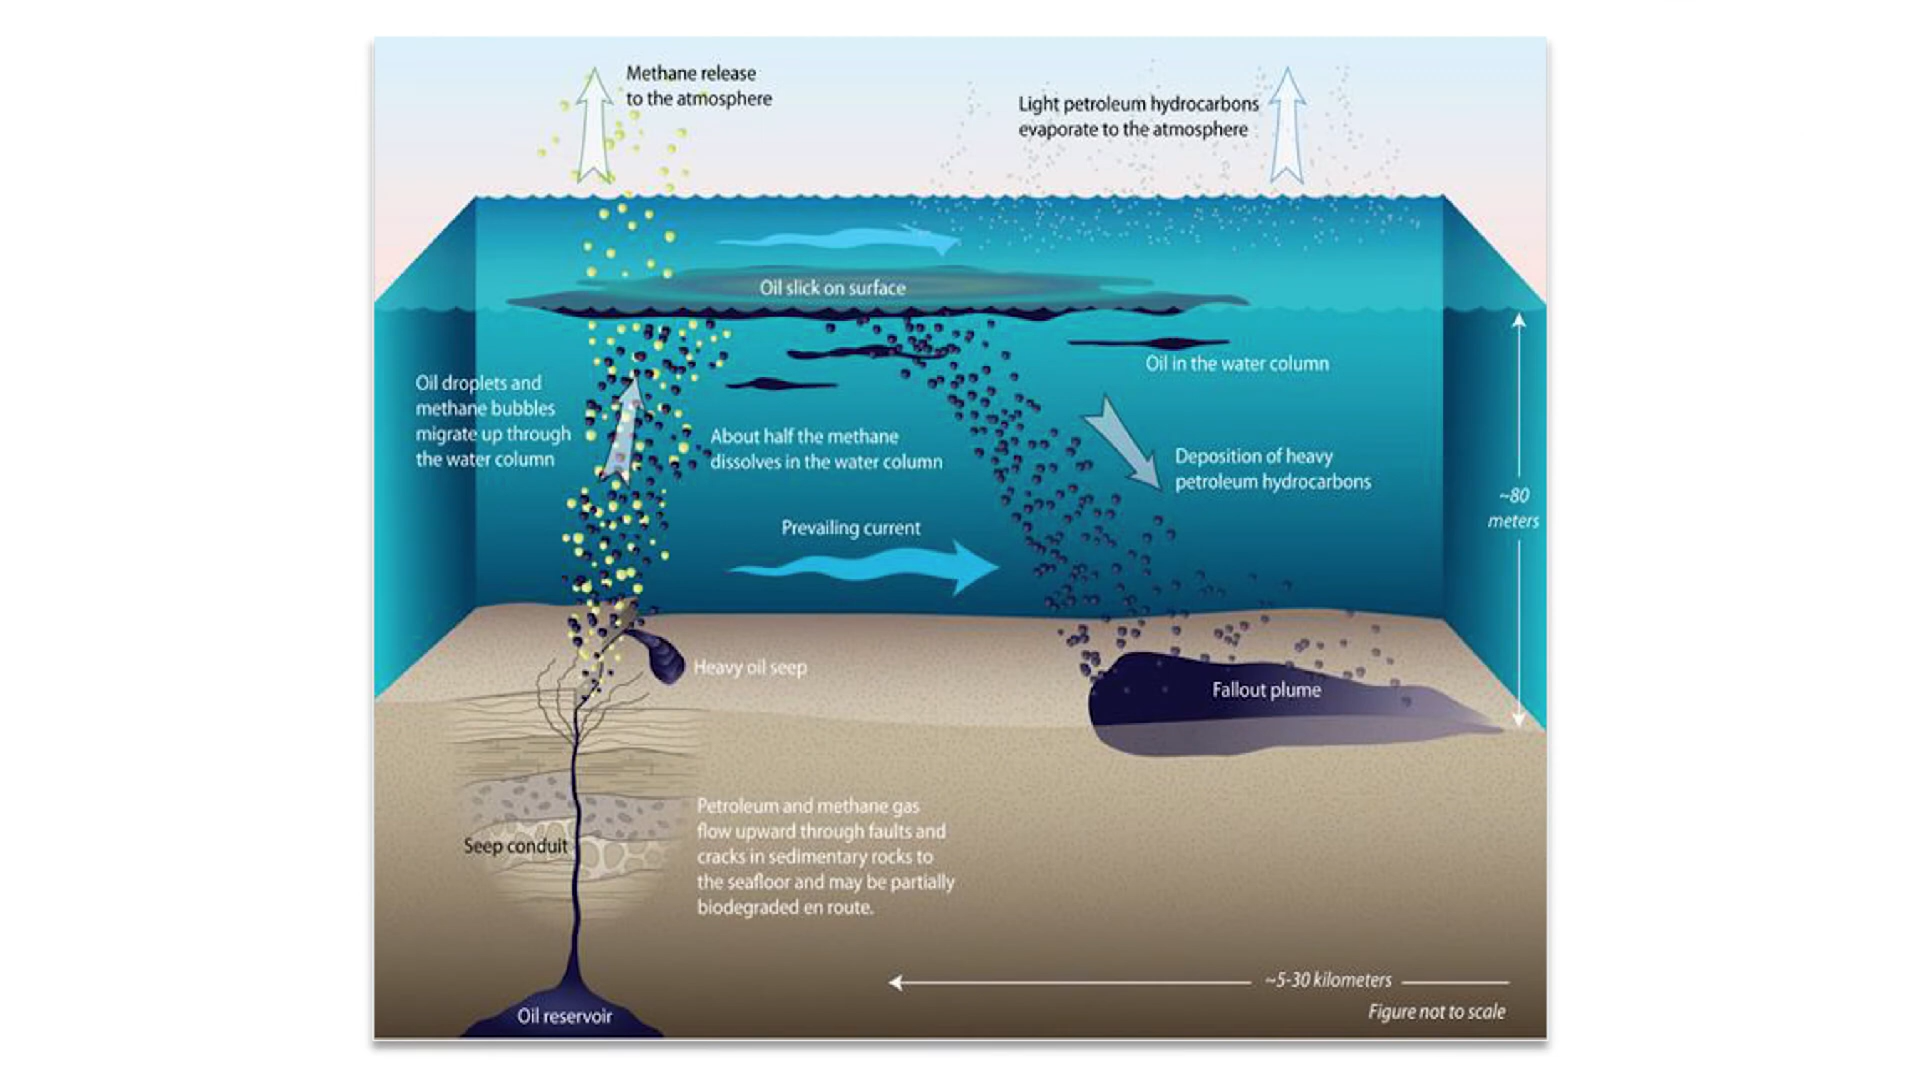 Methane release
to the atmosphere
Light petroleum hydrocarbons
evaporate to the atmosphere
Oil slick on surface
Oil in the water column
Oil droplets and
methane bubbles
migrate up through
the water column
About half the methane
dissolves in the water column
Deposition of heavy
petroleum hydrocarbons
~80
meters
Prevailing current
Heavy oil seep
Fallout plume
Petroleum and methane gas
flow upward through faults and
cracks in sedimentary rocks to
the seafloor and may be partially
biodegraded en route.
Seep conduit
~5-30 kilometers
Figure not to scale
Oil reservoir